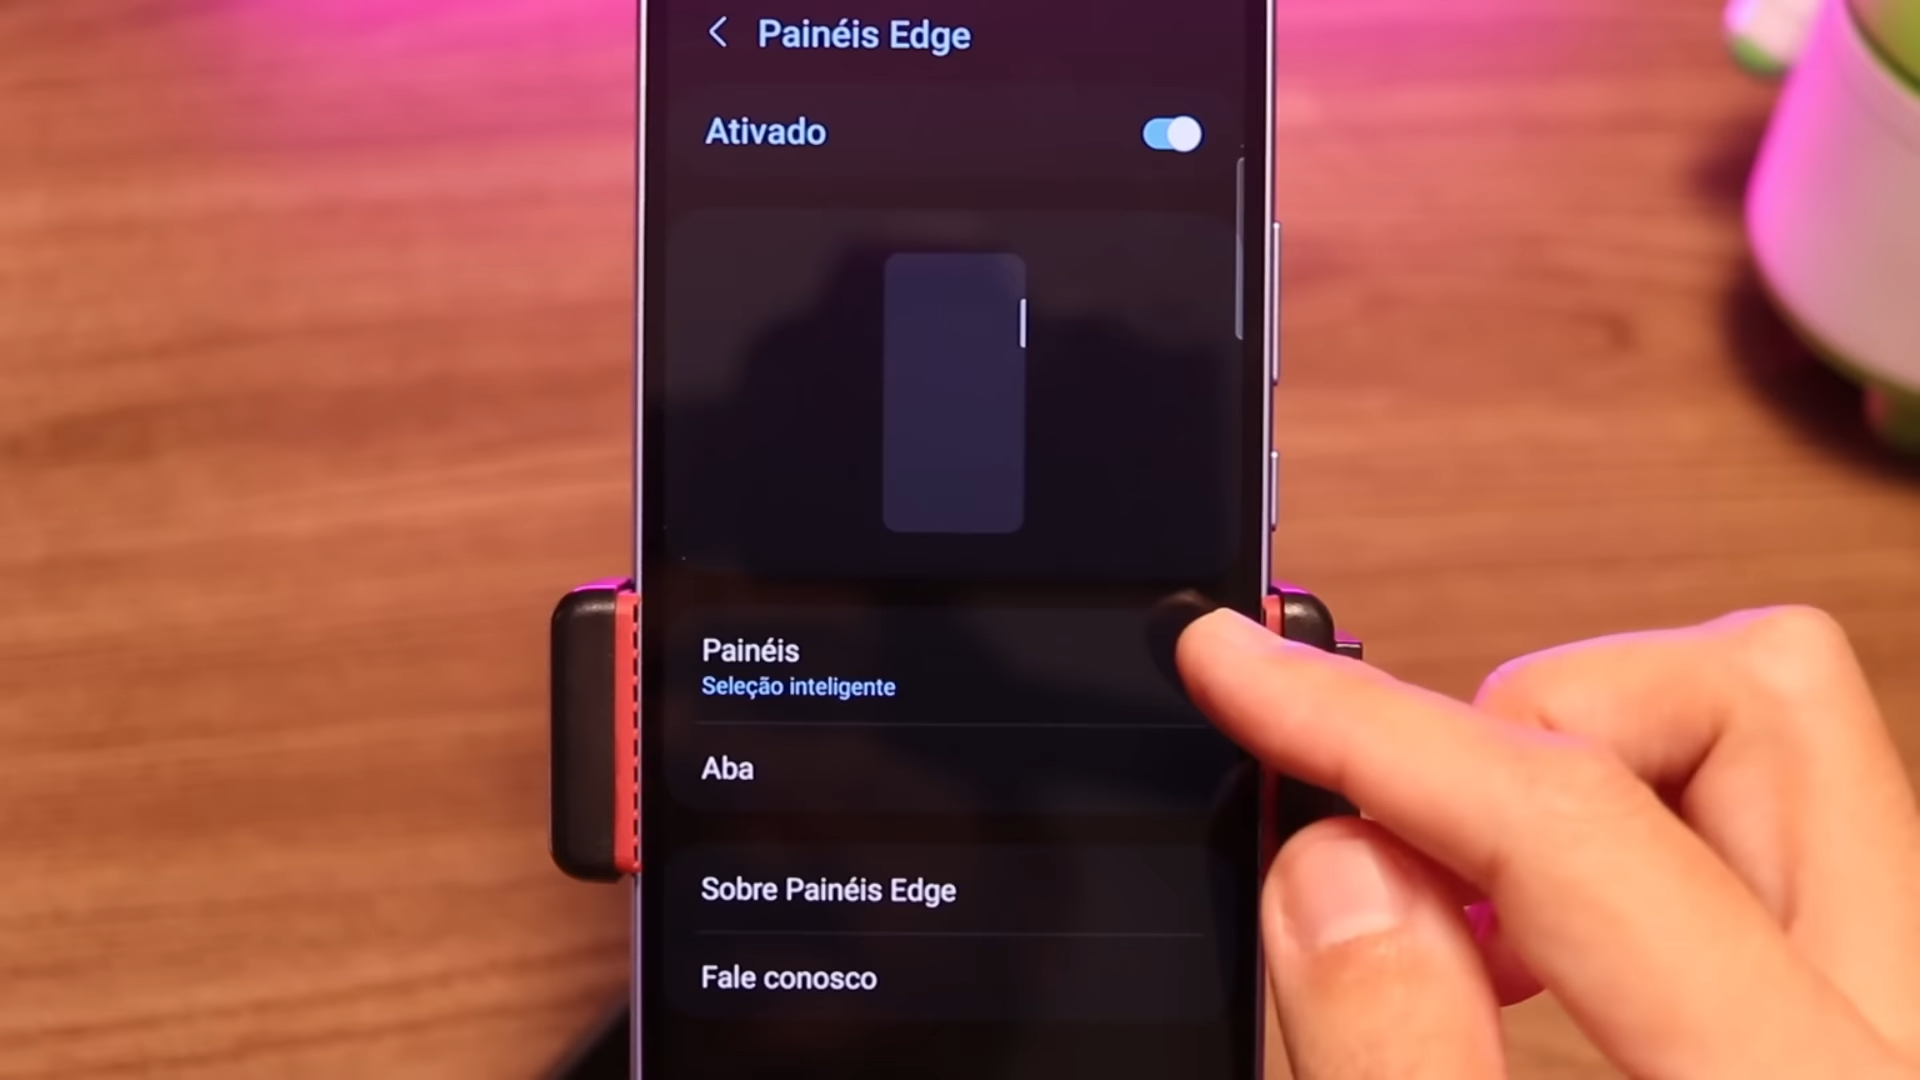 Painéis Edge
Ativado
Painéis
Seleção inteligente
Aba
Sobre Painéis Edge
Fale conosco